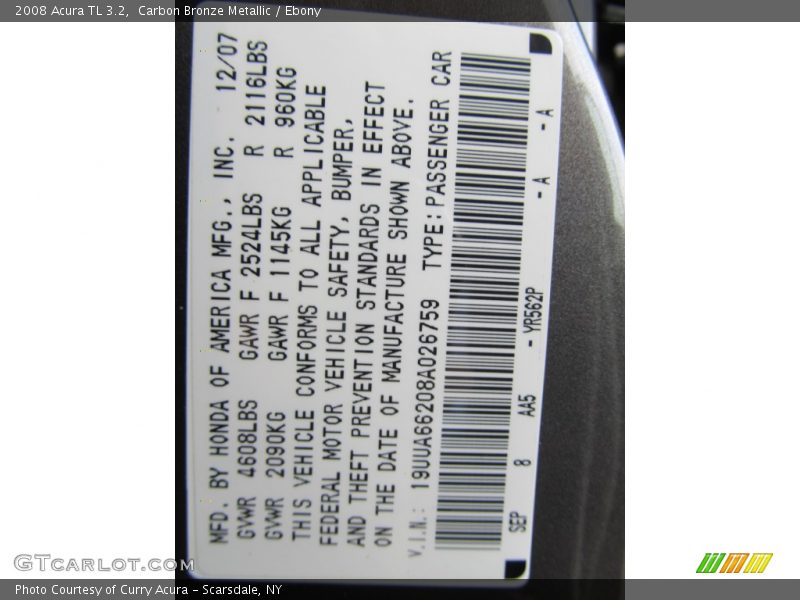 2008 Acura TL 3.2,  Carbon Bronze Metallic / Ebony
MFD. BY HONDA OF AMERICA MFG., INC. 12/07
GVWR 4608LBS GAWR F 2524LBS R 2116LBS
GVWR 2090KG GAWR F 1145KG R 960KG
THIS VEHICLE CONFORMS TO ALL APPLICABLE
FEDERAL MOTOR VEHICLE SAFETY, BUMPER,
AND THEFT PREVENTION STANDARDS IN EFFECT
ON THE DATE OF MANUFACTURE SHOWN ABOVE.
V.I.N.: 19UUA66208A026759 TYPE:PASSENGER CAR
SEP 8 AA5 - YR562P - A - A
GTCARLOT.COM
Photo Courtesy of Curry Acura - Scarsdale, NY